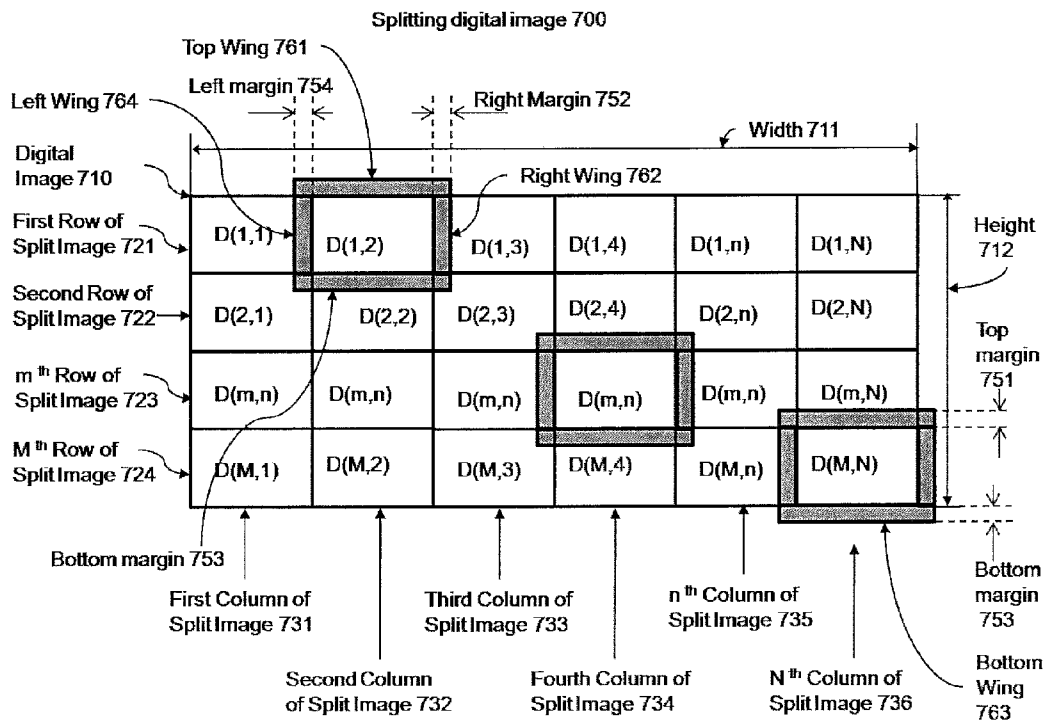 Splitting digital image 700
Top Wing 761
Left margin 754
Left Wing 764
Right Margin 752
Width 711
Digital
Image 710
Right Wing 762
First Row of
Split Image 721
D(1,1)
D(1,2)
D(1,3)
D(1,4)
D(1,n)
D(1,N)
Height
712
Second Row of
Split Image 722
D(2,1)
D(2,2)
D(2,3)
D(2,4)
D(2,n)
D(2,N)
Top
margin
751
m th Row of
Split Image 723
D(m,n)
D(m,n)
D(m,n)
D(m,n)
D(m,n)
D(m,N)
M th Row of
Split Image 724
D(M,1)
D(M,2)
D(M,3)
D(M,4)
D(M,n)
D(M,N)
Bottom margin 753
Bottom
margin
753
First Column of
Split Image 731
Third Column of
Split Image 733
n th Column of
Split Image 735
Second Column
of Split Image 732
Fourth Column of
Split Image 734
N th Column of
Split Image 736
Bottom
Wing
763